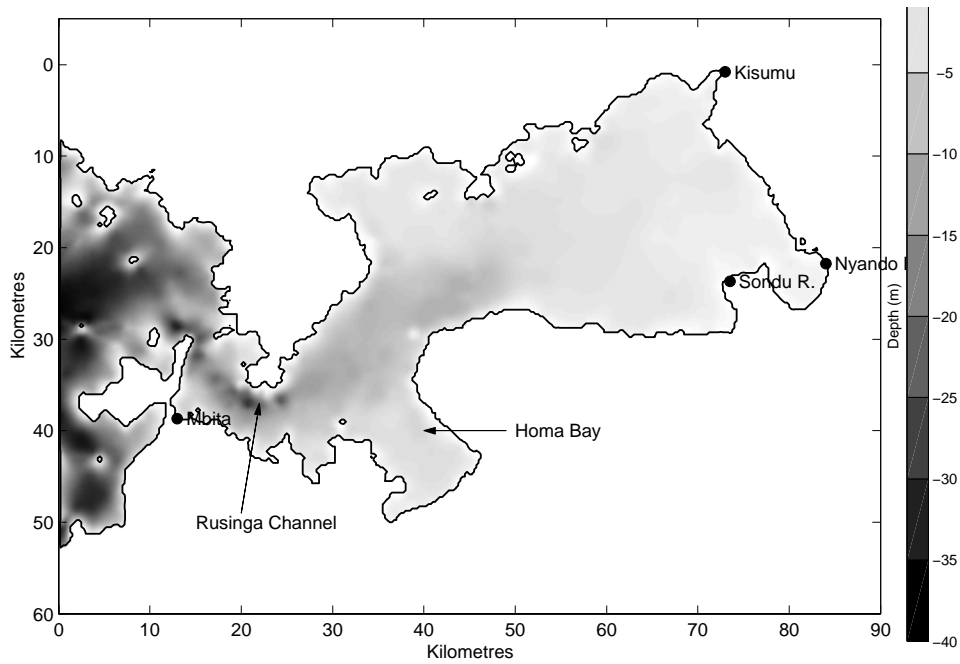 0
10
20
30
40
50
60
Kilometres
0 10 20 30 40 50 60 70 80 90
Kilometres
Kisumu
Nyando
Sondu R.
Mbita
Homa Bay
Rusinga Channel
Depth (m)
−5
−10
−15
−20
−25
−30
−35
−40